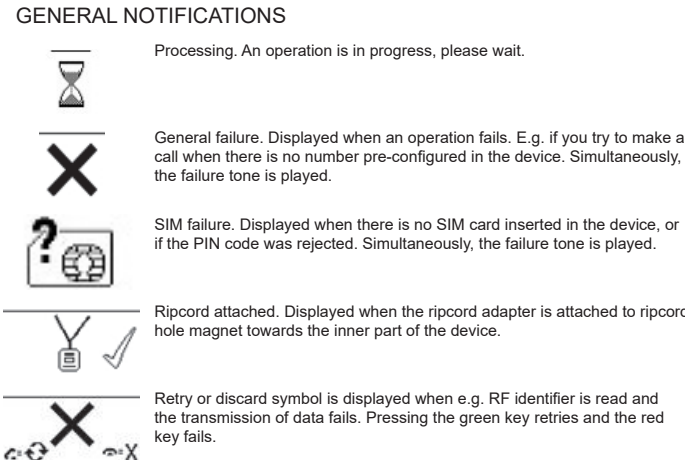 GENERAL NOTIFICATIONS
Processing. An operation is in progress, please wait.
General failure. Displayed when an operation fails. E.g. if you try to make a
call when there is no number pre-configured in the device. Simultaneously,
the failure tone is played.
SIM failure. Displayed when there is no SIM card inserted in the device, or
if the PIN code was rejected. Simultaneously, the failure tone is played.
Ripcord attached. Displayed when the ripcord adapter is attached to ripcord
hole magnet towards the inner part of the device.
Retry or discard symbol is displayed when e.g. RF identifier is read and
the transmission of data fails. Pressing the green key retries and the red
key fails.